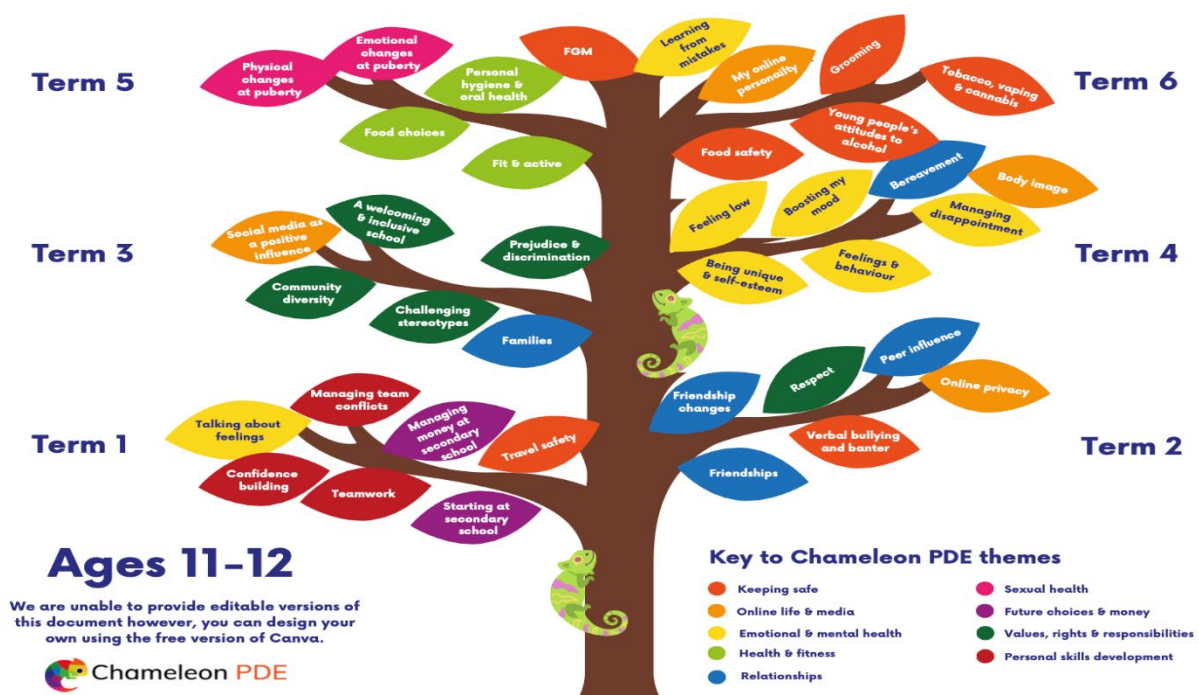 Term 5
Physical
changes
at puberty
Emotional
changes
at puberty
Personal
hygiene &
oral health
Food choices
Fit & active
FGM
Learning
from
mistakes
My online
personailty
Grooming
Tobacco, vaping
& cannabis
Young people's
attitudes to
alcohol
Food safety
Term 6
Term 3
Social media as
a positive
influence
A welcoming
& inclusive
school
Prejudice &
discrimination
Community
diversity
Challenging
stereotypes
Families
Feeling low
Boosting my
mood
Bereavement
Body image
Managing
disappointment
Being unique
& self-esteem
Feelings &
behaviour
Term 4
Term 1
Talking about
feelings
Managing team
conflicts
Managing
money at
secondary
school
Travel safety
Confidence
building
Teamwork
Starting at
secondary
school
Friendship
changes
Respect
Peer influence
Online privacy
Verbal bullying
and banter
Friendships
Term 2
Ages 11-12
We are unable to provide editable versions of
this document however, you can design your
own using the free version of Canva.
Chameleon PDE
Key to Chameleon PDE themes
Keeping safe
Online life & media
Emotional & mental health
Health & fitness
Relationships
Sexual health
Future choices & money
Values, rights & responsibilities
Personal skills development